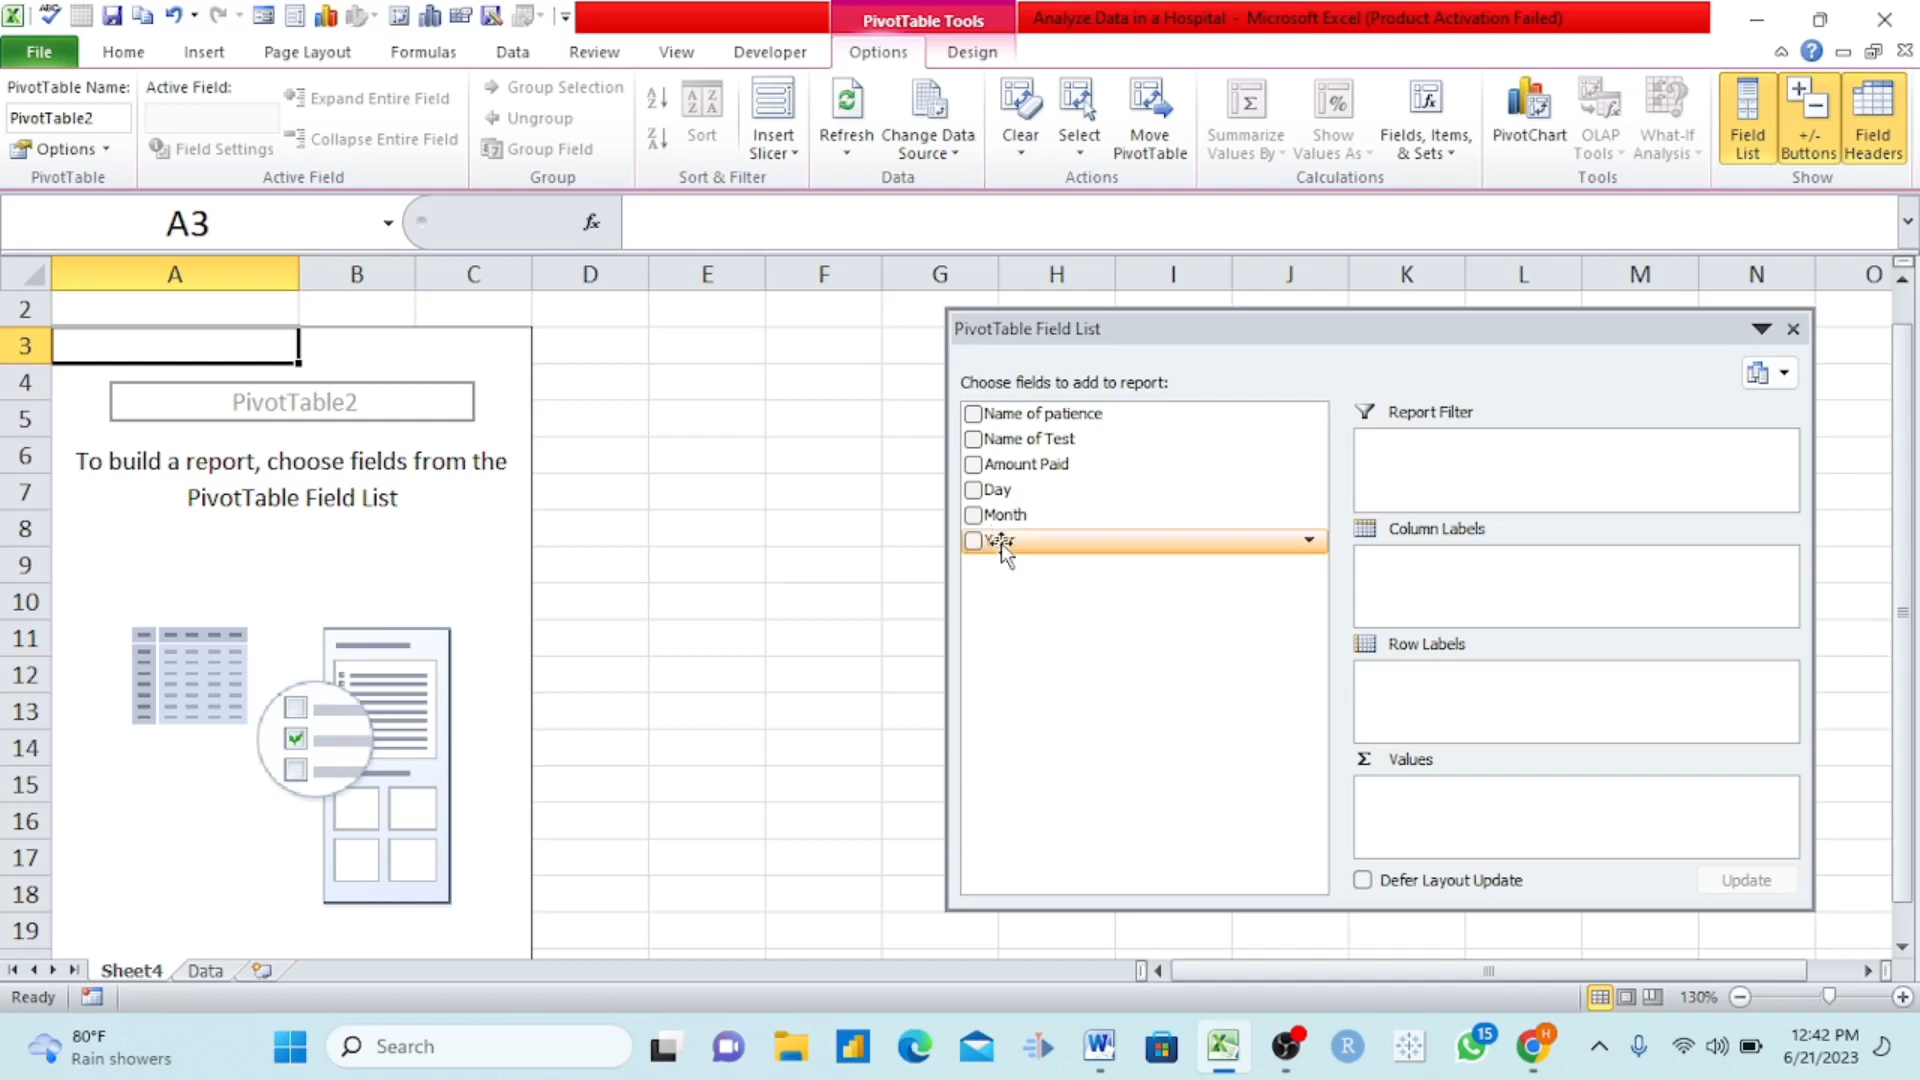 PivotTable Tools
Analyze Data in a Hospital - Microsoft Excel (Product Activation Failed)
File Home Insert Page Layout Formulas Data Review View Developer Options Design
PivotTable Name:
PivotTable2
Options
PivotTable
Active Field:
Field Settings
Expand Entire Field
Collapse Entire Field
Active Field
Group Selection
Ungroup
Group Field
Group
Sort
Insert
Slicer
Sort & Filter
Refresh
Change Data
Source
Data
Clear
Select
Move
PivotTable
Actions
Summarize
Values By
Show
Values As
Fields, Items,
& Sets
Calculations
PivotChart
OLAP
Tools
What-If
Analysis
Tools
Field
List
+/-
Buttons
Field
Headers
Show
A3
fx
A B C D E F G H I J K L M N O
2
3
4
5
6
7
8
9
10
11
12
13
14
15
16
17
18
19
PivotTable2
To build a report, choose fields from the
PivotTable Field List
PivotTable Field List
Choose fields to add to report:
Name of patience
Name of Test
Amount Paid
Day
Month
Report Filter
Column Labels
Row Labels
Σ Values
Defer Layout Update
Update
Sheet4 Data
Ready
130%
80°F
Rain showers
Search
15
12:42 PM
6/21/2023